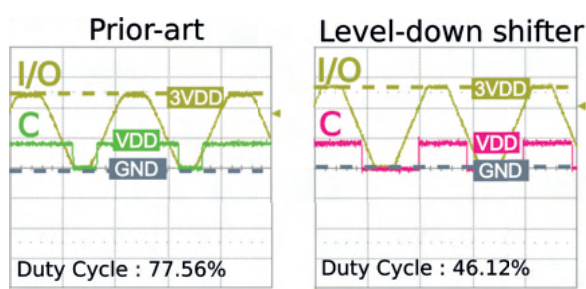 Prior-art
I/O
3VDD
C
VDD
GND
Duty Cycle : 77.56%
Level-down shifter
I/O
3VDD
C
VDD
GND
Duty Cycle : 46.12%